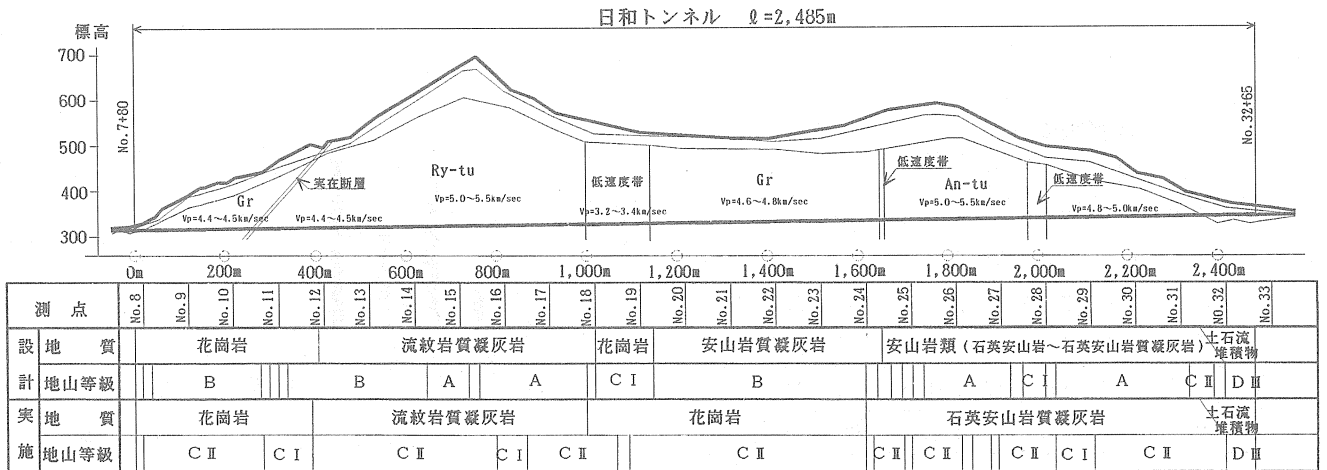 日和トンネル ℓ=2,485m
標高
700
600
500
400
300
No.7+80
No.32+65
実在断層
Gr
Vp=4.4~4.5km/sec
Vp=4.4~4.5km/sec
Ry-tu
Vp=5.0~5.5km/sec
低速度帯
Vp=3.2~3.4km/sec
Gr
Vp=4.6~4.8km/sec
低速度帯
An-tu
Vp=5.0~5.5km/sec
低速度帯
Vp=4.8~5.0km/sec
0m 200m 400m 600m 800m 1,000m 1,200m 1,400m 1,600m 1,800m 2,000m 2,200m 2,400m
測点 No.8 No.9 No.10 No.11 No.12 No.13 No.14 No.15 No.16 No.17 No.18 No.19 No.20 No.21 No.22 No.23 No.24 No.25 No.26 No.27 No.28 No.29 No.30 No.31 No.32 No.33
設計 地質 花崗岩 流紋岩質凝灰岩 花崗岩 安山岩質凝灰岩 安山岩類(石英安山岩~石英安山岩質凝灰岩) 土石流堆積物
地山等級 B B A A CⅠ B A CⅠ A CⅡ DⅢ
実施 地質 花崗岩 流紋岩質凝灰岩 花崗岩 石英安山岩質凝灰岩 土石流堆積物
地山等級 CⅡ CⅠ CⅡ CⅠ CⅡ CⅡ CⅡ CⅡ CⅡ CⅠ CⅡ DⅢ